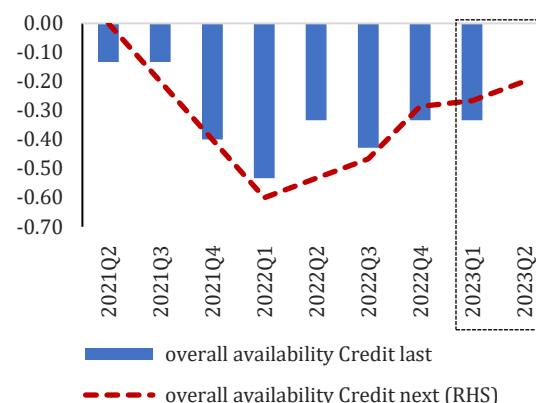 0.00
-0.10
-0.20
-0.30
-0.40
-0.50
-0.60
-0.70
2021Q2
2021Q3
2021Q4
2022Q1
2022Q2
2022Q3
2022Q4
2023Q1
2023Q2
overall availability Credit last
overall availability Credit next (RHS)